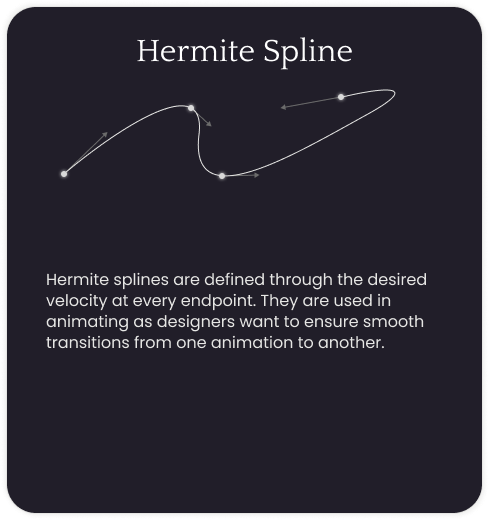 Hermite Spline
Hermite splines are defined through the desired
velocity at every endpoint. They are used in
animating as designers want to ensure smooth
transitions from one animation to another.